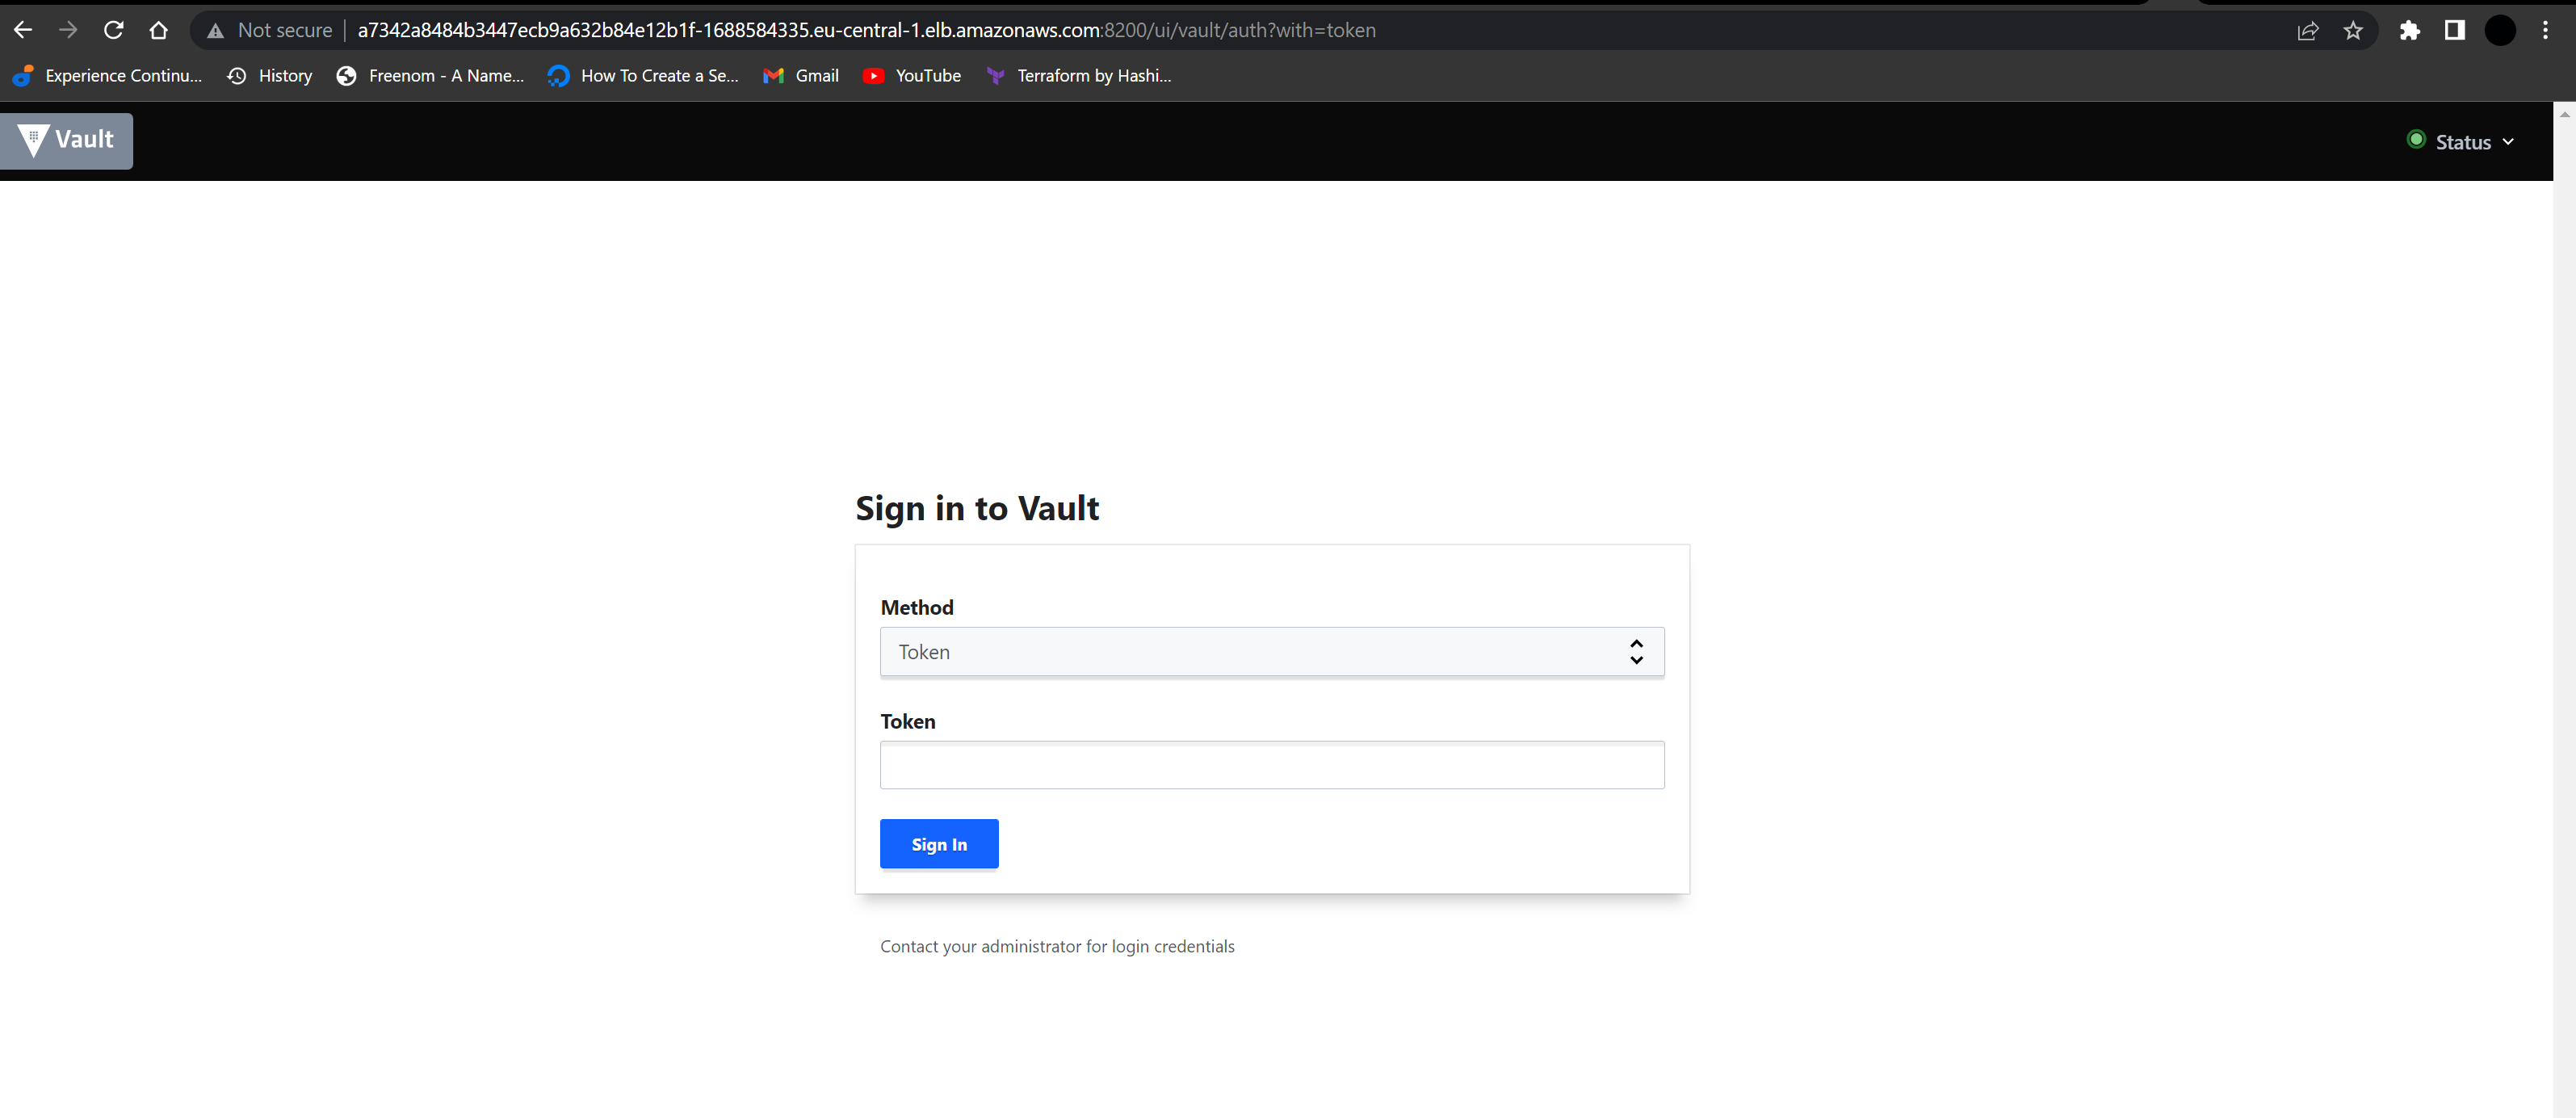 Not secure a7342a8484b3447ecb9a632b84e12b1f-1688584335.eu-central-1.elb.amazonaws.com:8200/ui/vault/auth?with=token
Experience Continu... History Freenom - A Name... How To Create a Se... Gmail YouTube Terraform by Hashi...
Vault Status
Sign in to Vault
Method
Token
Token
Sign In
Contact your administrator for login credentials